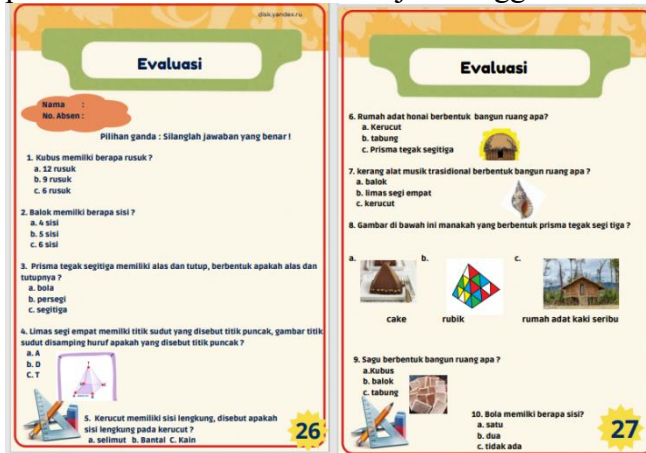 diskyandex.ru
Evaluasi
Nama :
No. Absen :
Pilihan ganda : Silanglah jawaban yang benar !
1. Kubus memilki berapa rusuk ?
a. 12 rusuk
b. 9 rusuk
c. 6 rusuk
2. Balok memilki berapa sisi ?
a. 4 sisi
b. 5 sisi
c. 6 sisi
3. Prisma tegak segitiga memiliki alas dan tutup, berbentuk apakah alas dan
tutupnya ?
a. bola
b. persegi
c. segitiga
4. Limas segi empat memilki titik sudut yang disebut titik puncak, gambar titik
sudut disamping huruf apakah yang disebut titik puncak ?
a. A
b. D
C. T
5. Kerucut memiliki sisi lengkung, disebut apakah
sisi lengkung pada kerucut ?
a. selimut b. Bantal C. Kain
26
Evaluasi
6. Rumah adat honai berbentuk bangun ruang apa?
a. Kerucut
b. tabung
c. Prisma tegak segitiga
7. kerang alat musik trasidional berbentuk bangun ruang apa ?
a. balok
b. limas segi empat
c. kerucut
8. Gambar di bawah ini manakah yang berbentuk prisma tegak segi tiga ?
a. b. c.
cake rubik rumah adat kaki seribu
9. Sagu berbentuk bangun ruang apa ?
a.Kubus
b. balok
c. tabung
10. Bola memilki berapa sisi?
a. satu
b. dua
c. tidak ada
27